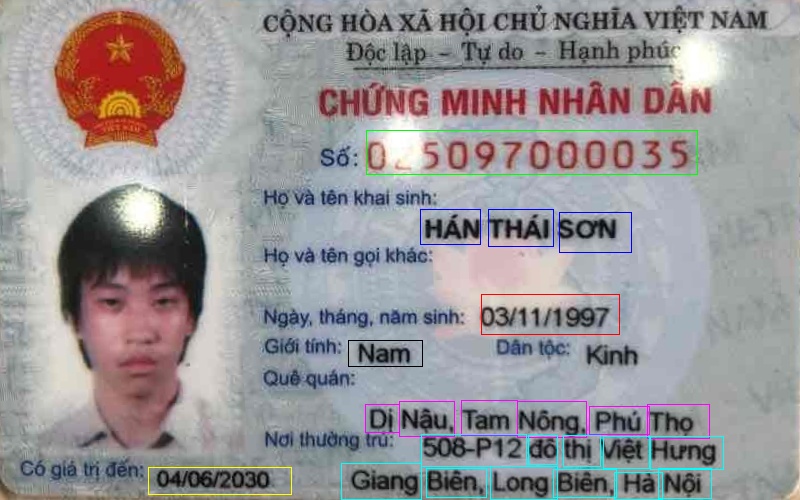 CỘNG HÒA XÃ HỘI CHỦ NGHĨA VIỆT NAM
Độc lập - Tự do - Hạnh phúc
CHỨNG MINH NHÂN DÂN
Số: 025097000035
Họ và tên khai sinh:
HÁN THÁI SƠN
Họ và tên gọi khác:
Ngày, tháng, năm sinh: 03/11/1997
Giới tính: Nam Dân tộc: Kinh
Quê quán:
Dị Nậu, Tam Nông, Phú Thọ
Nơi thường trú: 508-P12 đô thị Việt Hưng
Giang Biên, Long Biên, Hà Nội
Có giá trị đến: 04/06/2030